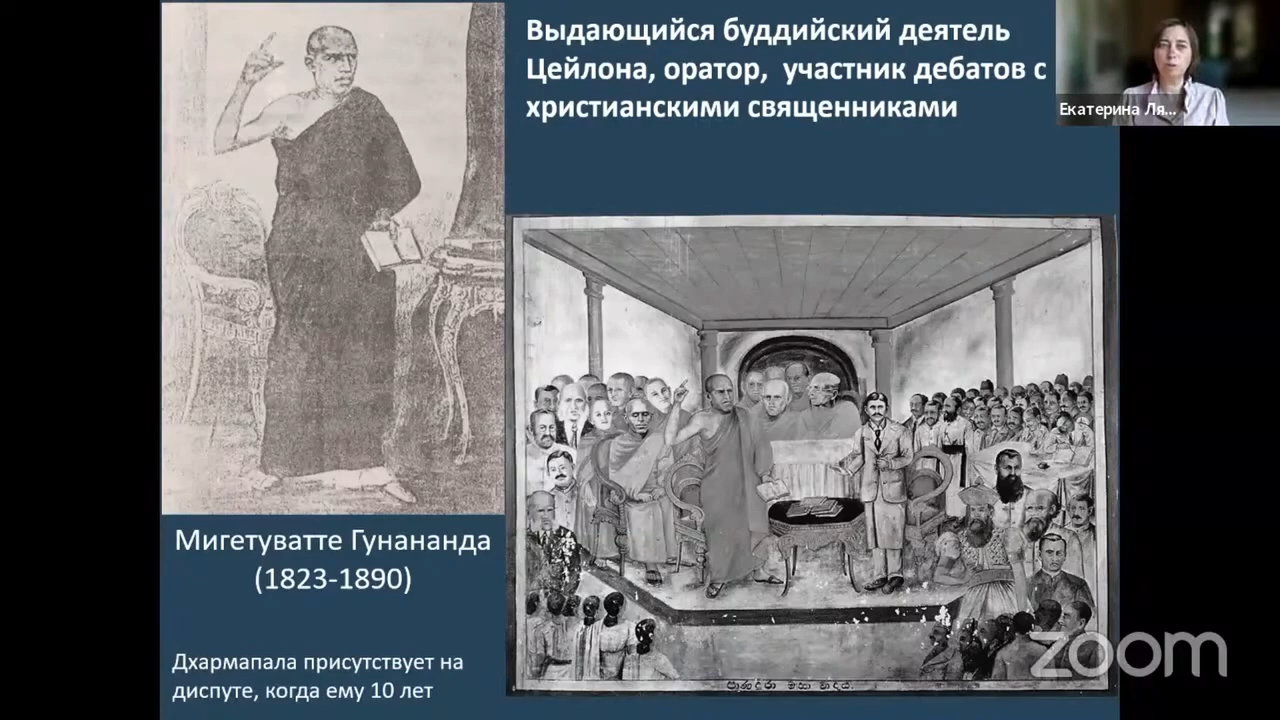 Выдающийся буддийский деятель
Цейлона, оратор, участник дебатов с
христианскими священниками
Екатерина Ля...
Мигетуватте Гунананда
(1823-1890)
Дхармапала присутствует на
диспуте, когда ему 10 лет
zoom